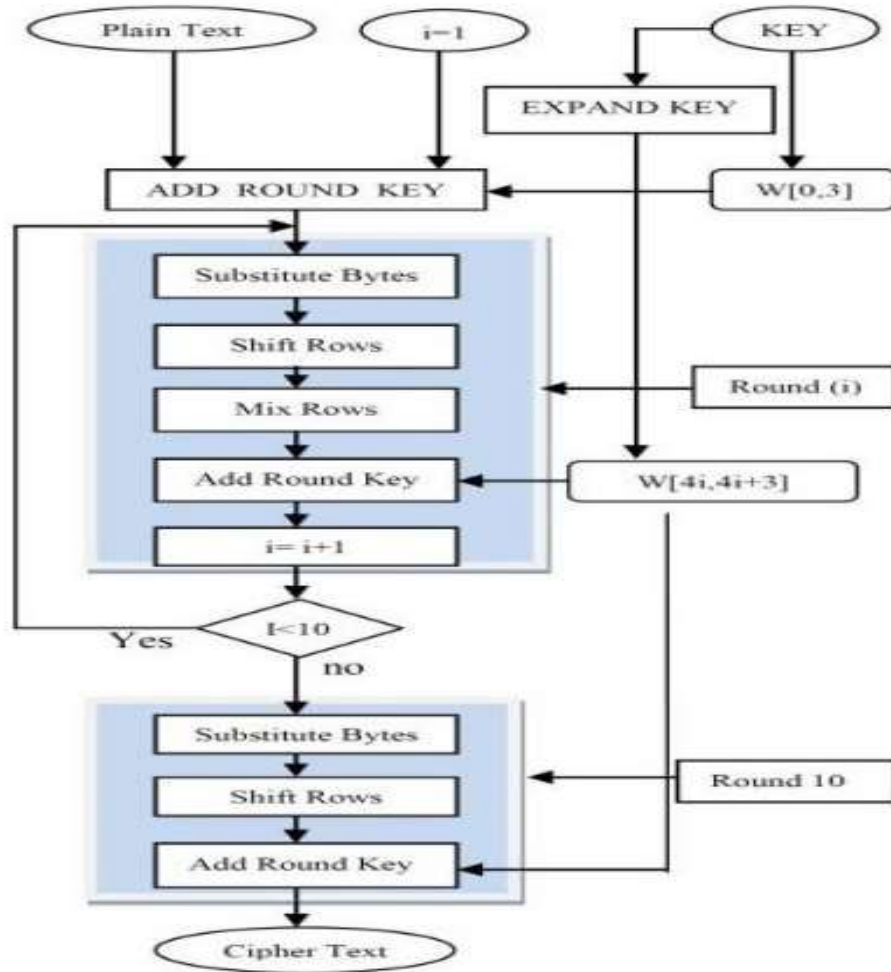 Plain Text
i=1
KEY
EXPAND KEY
ADD ROUND KEY
W[0,3]
Substitute Bytes
Shift Rows
Mix Rows
Round (i)
Add Round Key
W[4i,4i+3]
i= i+1
I<10
Yes
no
Substitute Bytes
Shift Rows
Round 10
Add Round Key
Cipher Text